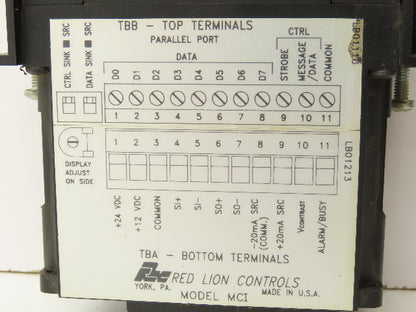 TBB - TOP TERMINALS
PARALLEL PORT
CTRL
DATA
CTRL SINK SRC
DATA SINK SRC
D0 D1 D2 D3 D4 D5 D6 D7 STROBE MESSAGE/DATA COMMON
1 2 3 4 5 6 7 8 9 10 11
DISPLAY
ADJUST
ON SIDE
1 2 3 4 5 6 7 8 9 10 11
+24 VDC +12 VDC COMMON SI+ SI- SO+ SO- -20mA SRC (COMM.) +20mA SRC VCONTRAST ALARM/BUSY
LB01213
TBA - BOTTOM TERMINALS
RED LION CONTROLS
YORK, PA. MADE IN U.S.A.
MODEL MCI